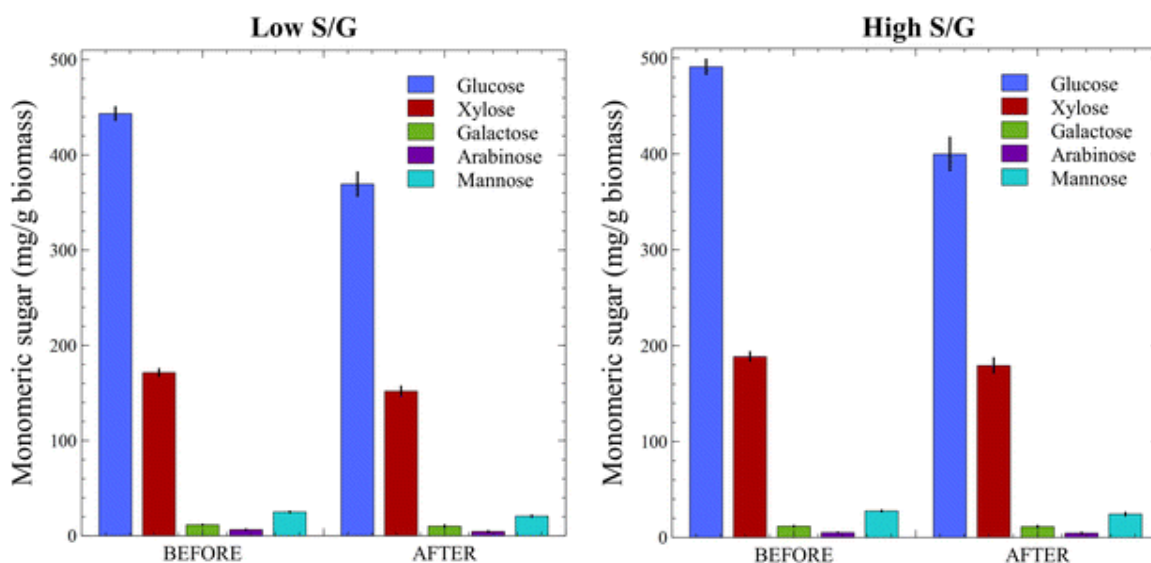 Low S/G
Monomeric sugar (mg/g biomass)
500
400
300
200
100
0
Glucose
Xylose
Galactose
Arabinose
Mannose
BEFORE
AFTER
High S/G
Monomeric sugar (mg/g biomass)
500
400
300
200
100
0
Glucose
Xylose
Galactose
Arabinose
Mannose
BEFORE
AFTER